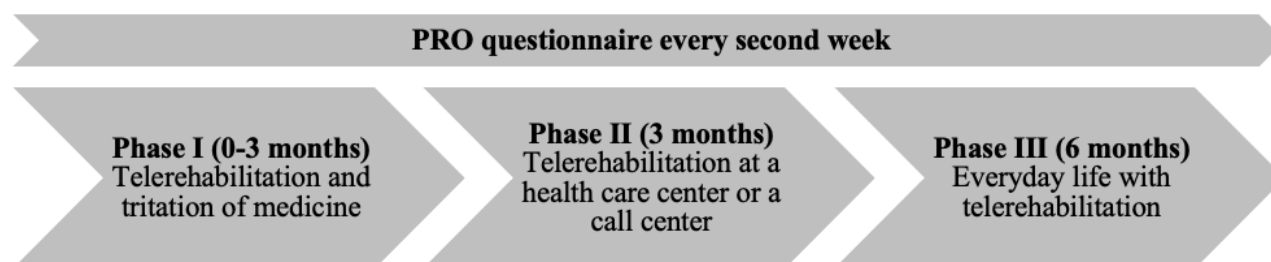 PRO questionnaire every second week
Phase I (0-3 months)
Telerehabilitation and
tritation of medicine
Phase II (3 months)
Telerehabilitation at a
health care center or a
call center
Phase III (6 months)
Everyday life with
telerehabilitation